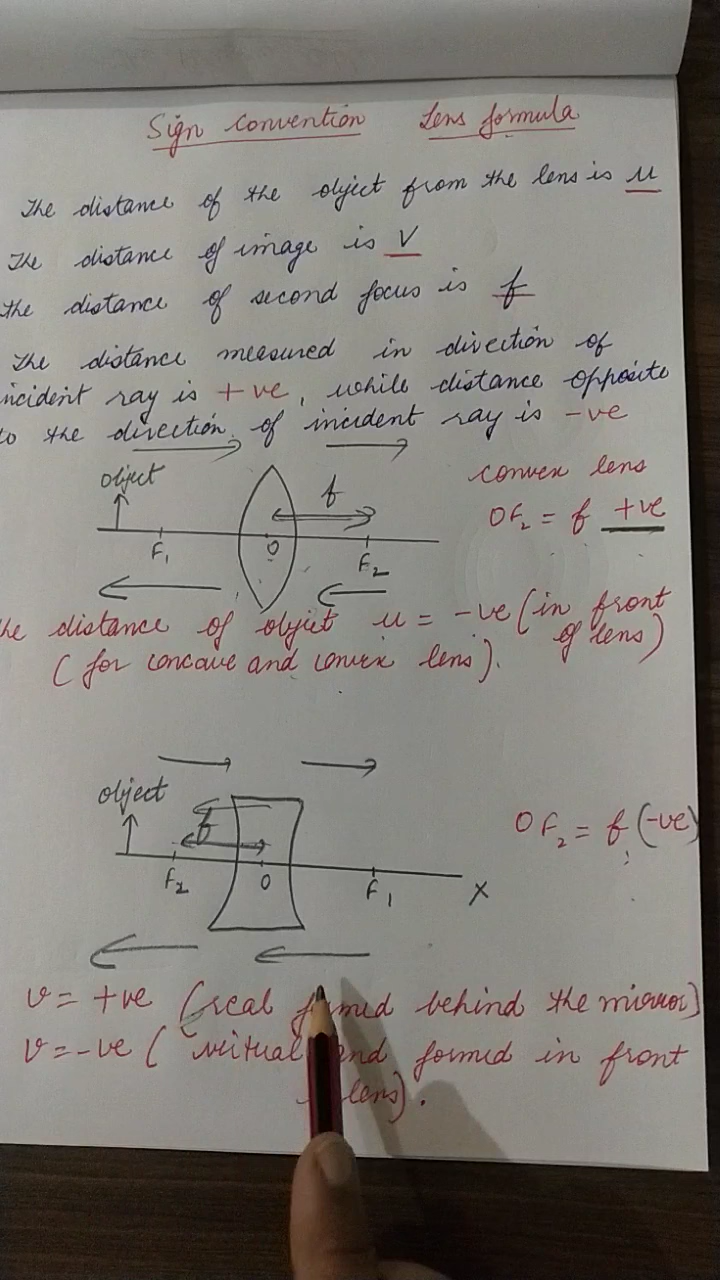 Sign convention Lens formula
The distance of the object from the lens is u
The distance of image is V
the distance of second focus is f
The distance measured in direction of
incident ray is +ve, while distance opposite
to the direction of incident ray is -ve
object
f
convex lens
OF₂ = f +ve
F₁ O F₂
he distance of object u = -ve (in front
of lens)
(for concave and convex lens).
object
f
OF₂ = f (-ve)
F₂ O F₁ X
v = +ve (real formed behind the mirror)
v = -ve (virtual and formed in front
lens).